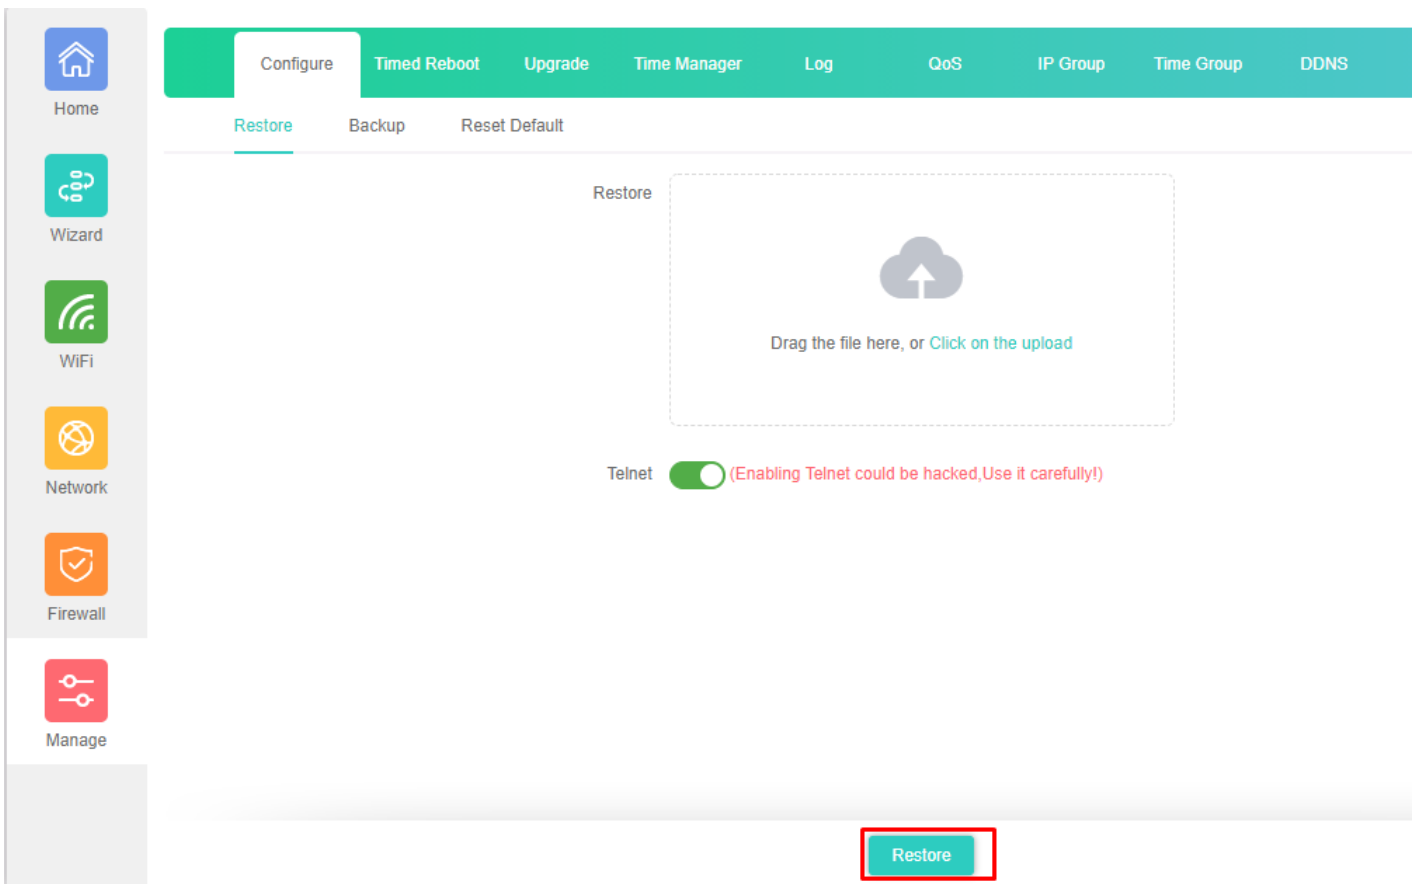 Home
Wizard
WiFi
Network
Firewall
Manage
Configure Timed Reboot Upgrade Time Manager Log QoS IP Group Time Group DDNS
Restore Backup Reset Default
Restore
Drag the file here, or Click on the upload
Telnet (Enabling Telnet could be hacked,Use it carefully!)
Restore